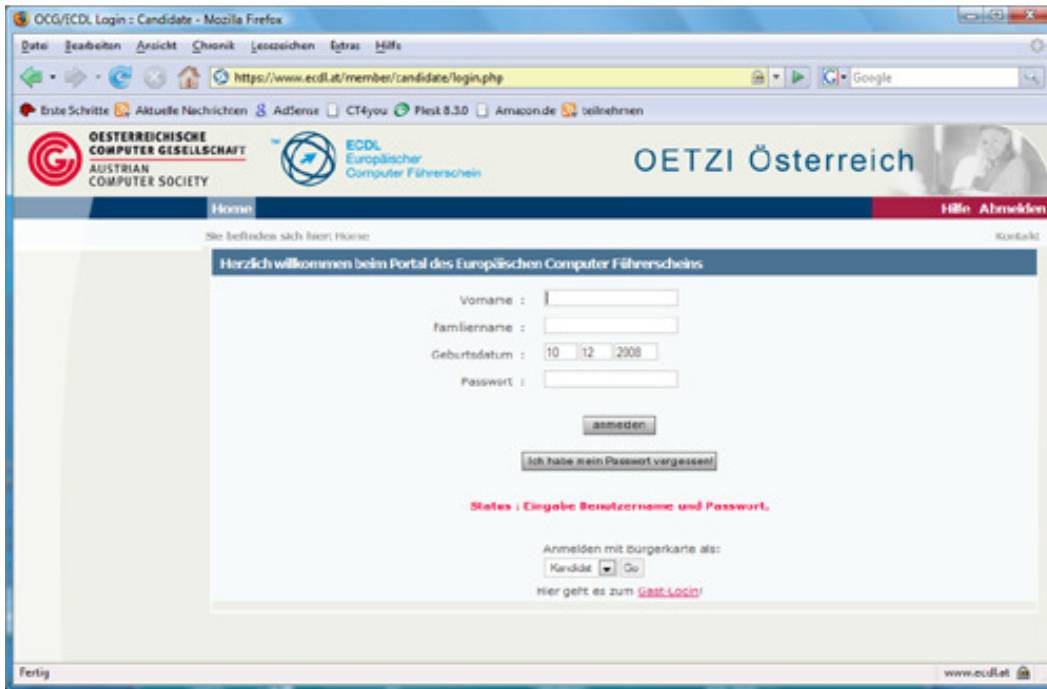 OCG/ECDL Login : Candidate - Mozilla Firefox
Datei Bearbeiten Ansicht Chronik Lesezeichen Extras Hilfe
https://www.ecdl.at/member/candidate/login.php
Google
Erste Schritte Aktuelle Nachrichten AdSense CT4you Plesk 8.3.0 Amazon.de teilnehmen
OESTERREICHISCHE
COMPUTER GESELLSCHAFT
AUSTRIAN
COMPUTER SOCIETY
™
ECDL
Europäischer
Computer Führerschein
OETZI Österreich
Home
Hilfe Abmelden
Sie befinden sich hier: Home
Kontakt
Herzlich willkommen beim Portal des Europäischen Computer Führerscheins
Vorname :
Familienname :
Geburtsdatum : 10 12 2008
Passwort :
anmelden
Ich habe mein Passwort vergessen!
Status : Eingabe Benutzername und Passwort.
Anmelden mit Bürgerkarte als:
Kandidat Go
Hier geht es zum Gast-Login!
Fertig
www.ecdl.at